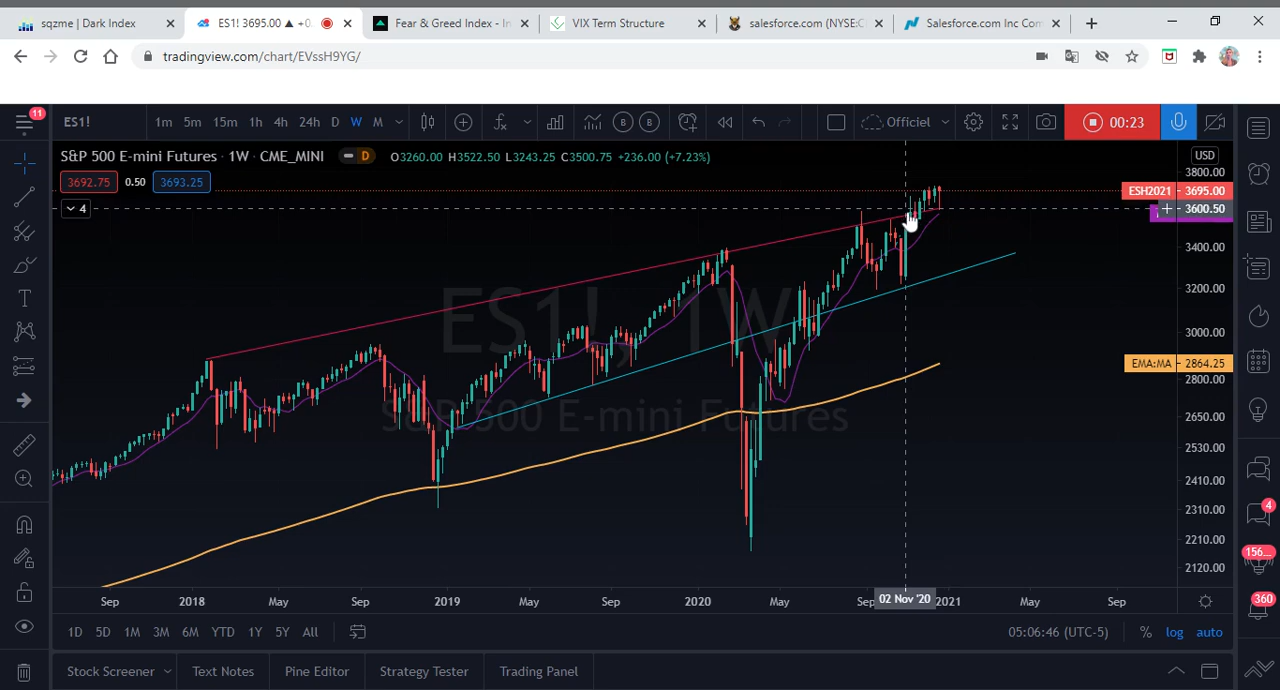 sqzme | Dark Index
ES1! 3695.00 ▲ +0.
Fear & Greed Index - In
VIX Term Structure
salesforce.com (NYSE:C
Salesforce.com Inc Com
tradingview.com/chart/EVssH9YG/
11
ES1!
1m 5m 15m 1h 4h 24h D W M
B B
Officiel
00:23
S&P 500 E-mini Futures · 1W · CME_MINI
D
O3260.00 H3522.50 L3243.25 C3500.75 +236.00 (+7.23%)
USD
3692.75 0.50 3693.25
4
3800.00
ESH2021 3695.00
3600.50
3400.00
3200.00
3000.00
EMA:MA 2864.25
2800.00
2650.00
2530.00
2410.00
2310.00
2210.00
2120.00
ES1!, 1W
S&P 500 E-mini Futures
Sep 2018 May Sep 2019 May Sep 2020 May Sep 02 Nov '20 2021 May Sep
1D 5D 1M 3M 6M YTD 1Y 5Y All
05:06:46 (UTC-5) % log auto
Stock Screener Text Notes Pine Editor Strategy Tester Trading Panel
4
156...
360